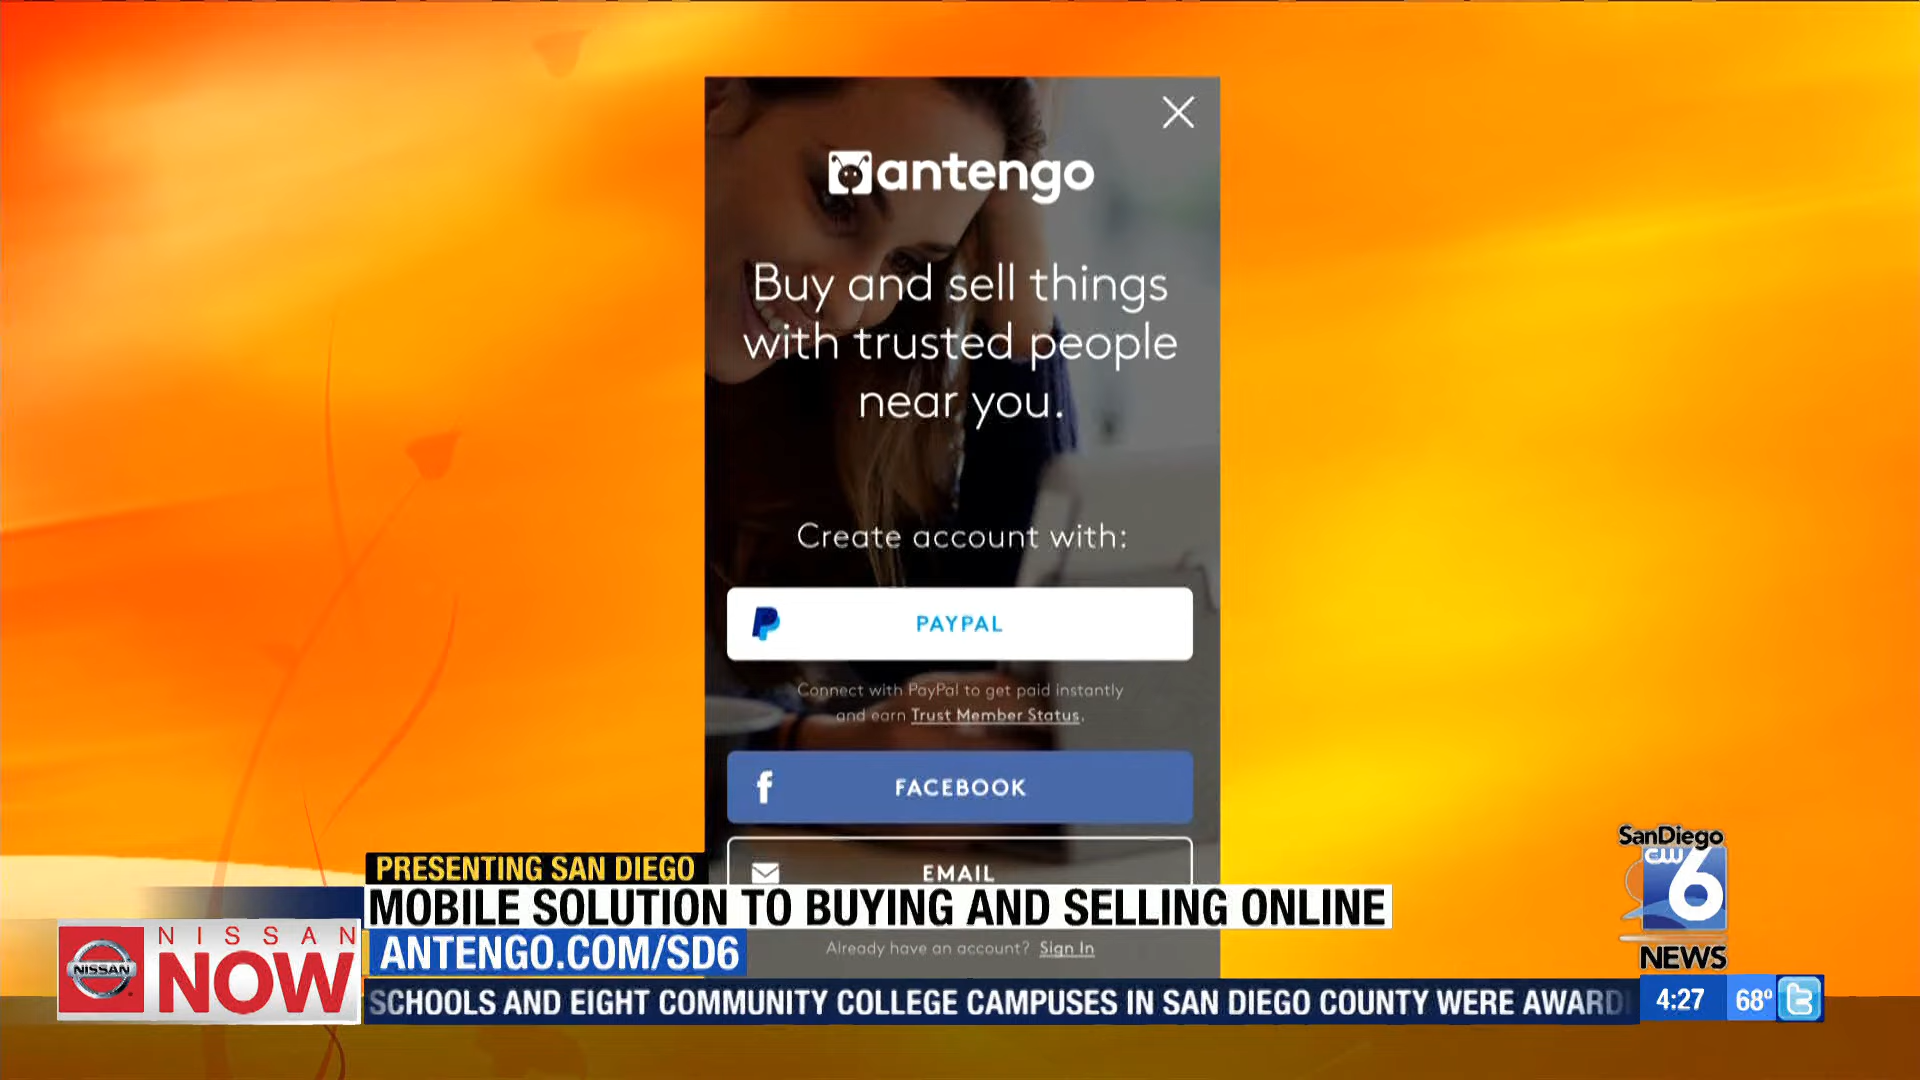 antengo
Buy and sell things
with trusted people
near you.
Create account with:
PAYPAL
Connect with PayPal to get paid instantly
and earn Trust Member Status.
FACEBOOK
EMAIL
Already have an account? Sign In
PRESENTING SAN DIEGO
MOBILE SOLUTION TO BUYING AND SELLING ONLINE
ANTENGO.COM/SD6
NISSAN
NISSAN
NOW
SCHOOLS AND EIGHT COMMUNITY COLLEGE CAMPUSES IN SAN DIEGO COUNTY WERE AWARD
SanDiego
CW
6
NEWS
4:27
68º